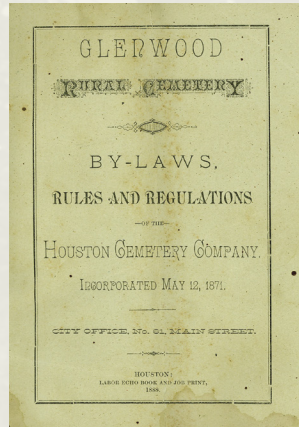 GLENWOOD
RURAL CEMETERY
BY-LAWS,
RULES AND REGULATIONS
—OF THE—
HOUSTON CEMETERY COMPANY.
INCORPORATED MAY 12, 1871.
CITY OFFICE, No. 61, MAIN STREET.
HOUSTON:
LABOR ECHO BOOK AND JOB PRINT,
1888.